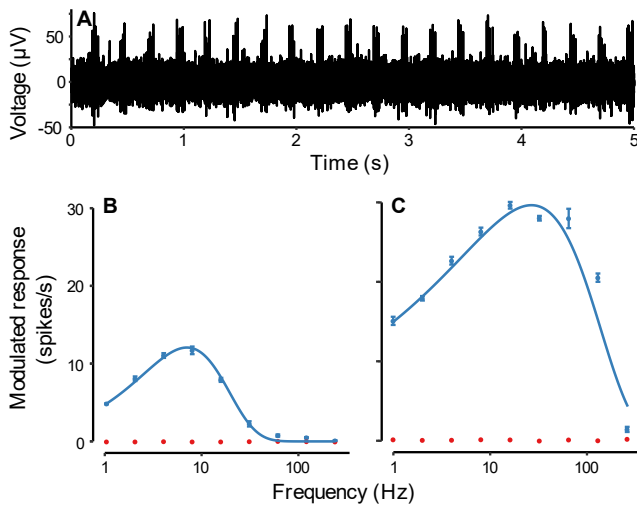 A
Voltage (µV)
50
0
-50
0 1 2 3 4 5
Time (s)
B
C
Modulated response
(spikes/s)
30
20
10
0
1 10 100
1 10 100
Frequency (Hz)